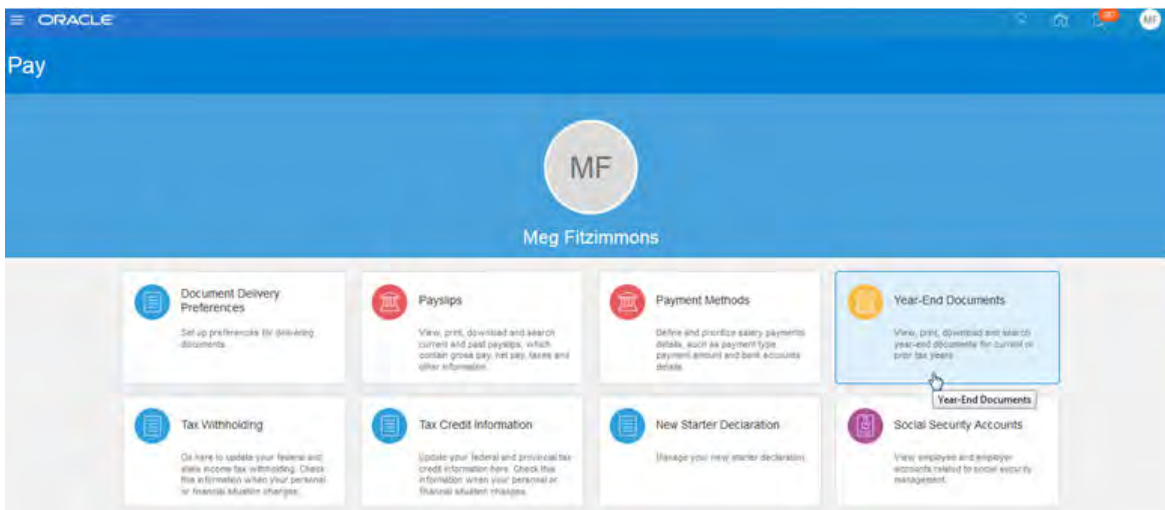 ORACLE
MF
Pay
MF
Meg Fitzimmons
Document Delivery
Preferences
Set up preferences for delivering
documents.
Payslips
View, print, download and search
current and past payslips, which
contain gross pay, net pay, taxes and
other information.
Payment Methods
Define and prioritize salary payments
details, such as payment type,
payment amount and bank accounts
details.
Year-End Documents
View, print, download and search
year-end documents for current or
prior tax years.
Year-End Documents
Tax Withholding
Go here to update your federal and
state income tax withholding. Check
this information when your personal
or financial situation changes.
Tax Credit Information
Update your federal and provincial tax
credit information here. Check this
information when your personal or
financial situation changes.
New Starter Declaration
Manage your new starter declaration.
Social Security Accounts
View employee and employer
accounts related to social security
management.